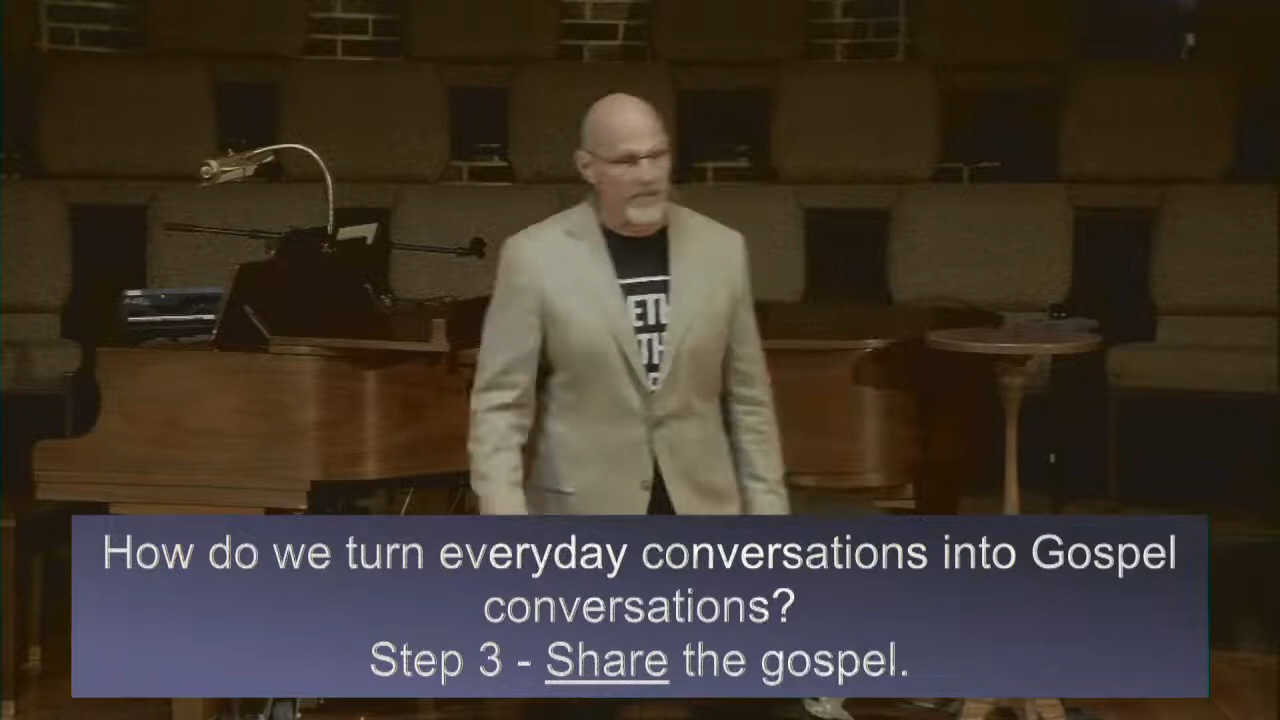 How do we turn everyday conversations into Gospel
conversations?
Step 3 - Share the gospel.